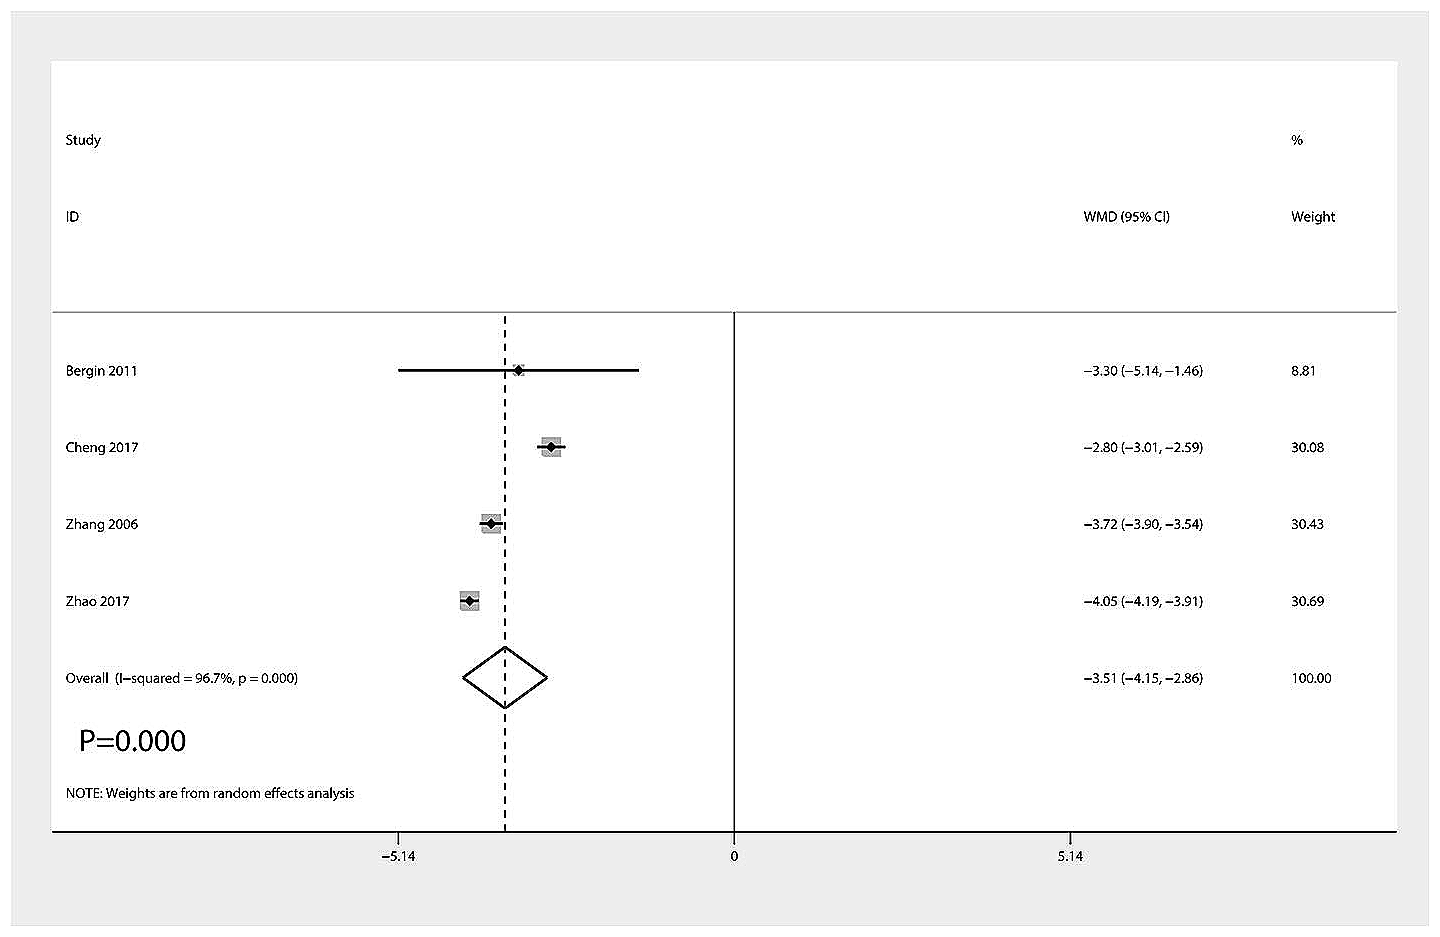 Study %
ID WMD (95% CI) Weight
Bergin 2011 −3.30 (−5.14, −1.46) 8.81
Cheng 2017 −2.80 (−3.01, −2.59) 30.08
Zhang 2006 −3.72 (−3.90, −3.54) 30.43
Zhao 2017 −4.05 (−4.19, −3.91) 30.69
Overall (I−squared = 96.7%, p = 0.000) −3.51 (−4.15, −2.86) 100.00
P=0.000
NOTE: Weights are from random effects analysis
−5.14 0 5.14